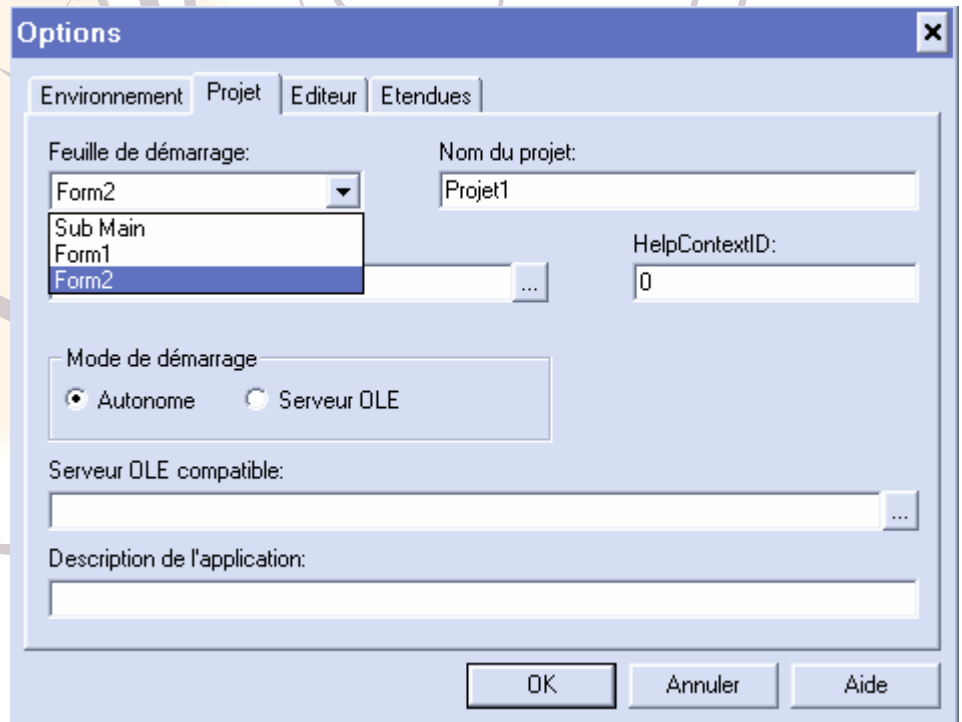 Options
Environnement Projet Editeur Etendues
Feuille de démarrage: Nom du projet:
Form2 Projet1
Sub Main
Form1 HelpContextID:
Form2 ... 0
Mode de démarrage
Autonome Serveur OLE
Serveur OLE compatible:
...
Description de l'application:
OK Annuler Aide